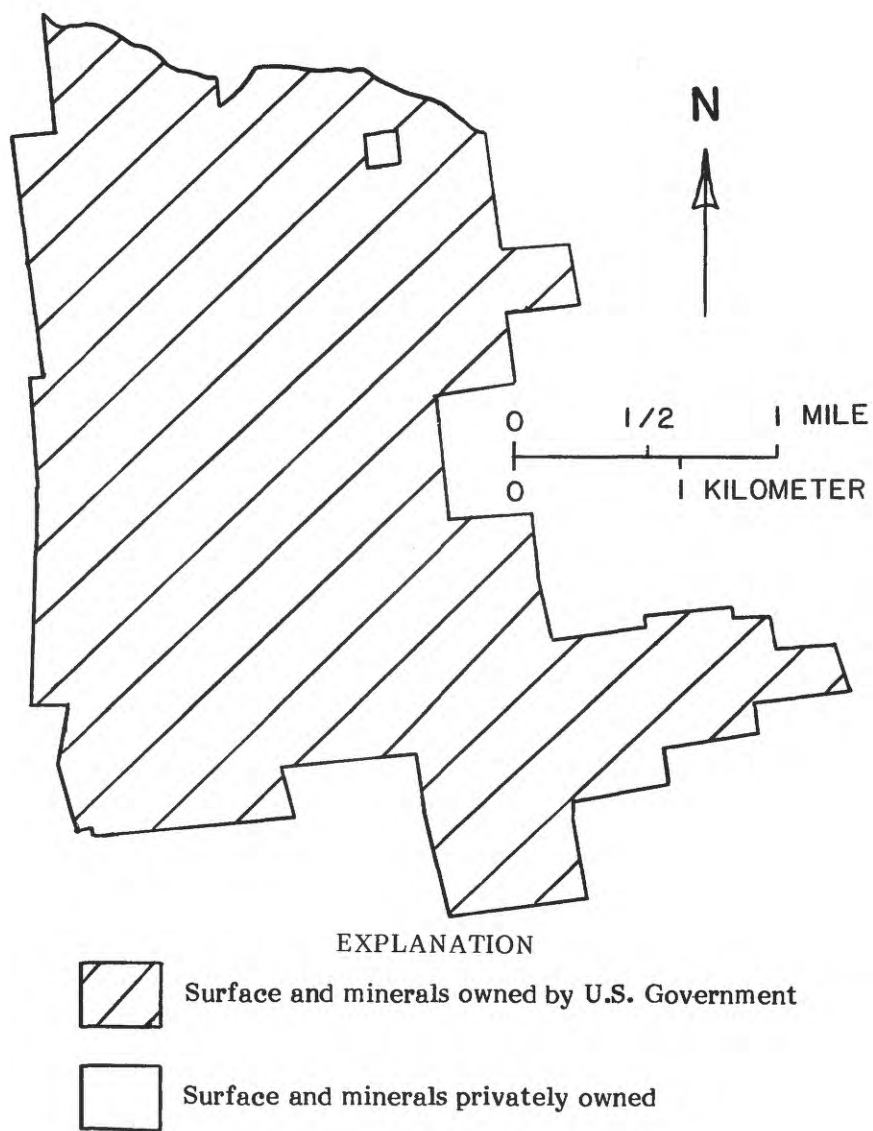 N
0 1/2 1 MILE
0 1 KILOMETER
EXPLANATION
Surface and minerals owned by U.S. Government
Surface and minerals privately owned